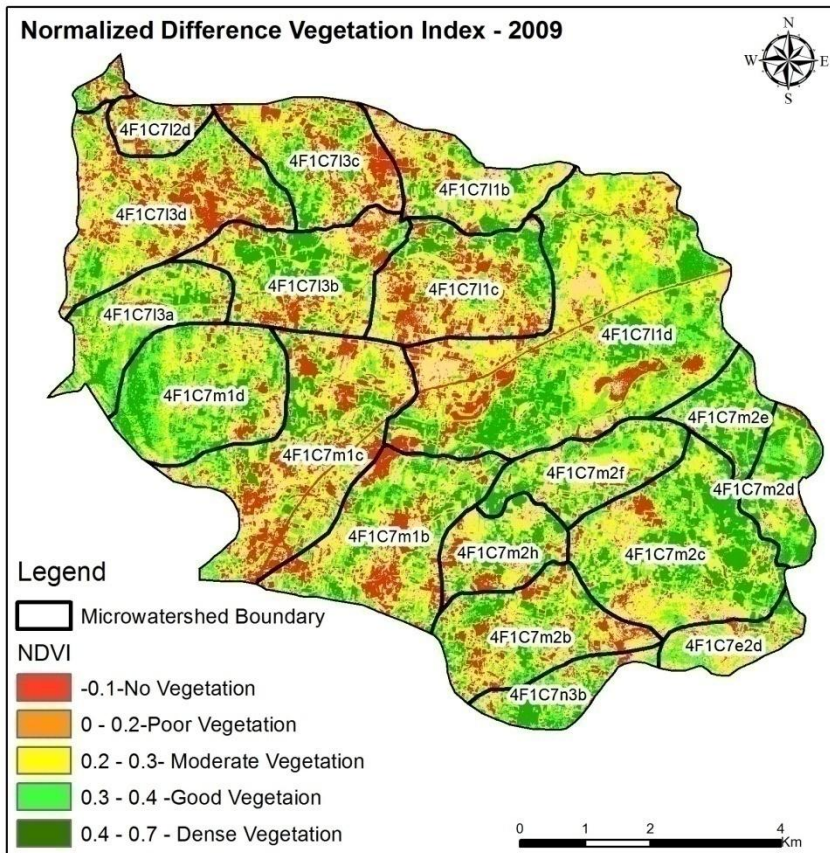 Normalized Difference Vegetation Index - 2009
N
W E
S
4F1C7l2d
4F1C7l3c
4F1C7l1b
4F1C7l3d
4F1C7l3b
4F1C7l1c
4F1C7l3a
4F1C7l1d
4F1C7m1d
4F1C7m2e
4F1C7m1c
4F1C7m2f
4F1C7m2d
4F1C7m1b
4F1C7m2h
4F1C7m2c
4F1C7m2b
4F1C7e2d
4F1C7n3b
Legend
Microwatershed Boundary
NDVI
-0.1-No Vegetation
0 - 0.2-Poor Vegetation
0.2 - 0.3- Moderate Vegetation
0.3 - 0.4 -Good Vegetaion
0.4 - 0.7 - Dense Vegetation
0 1 2 4
Km